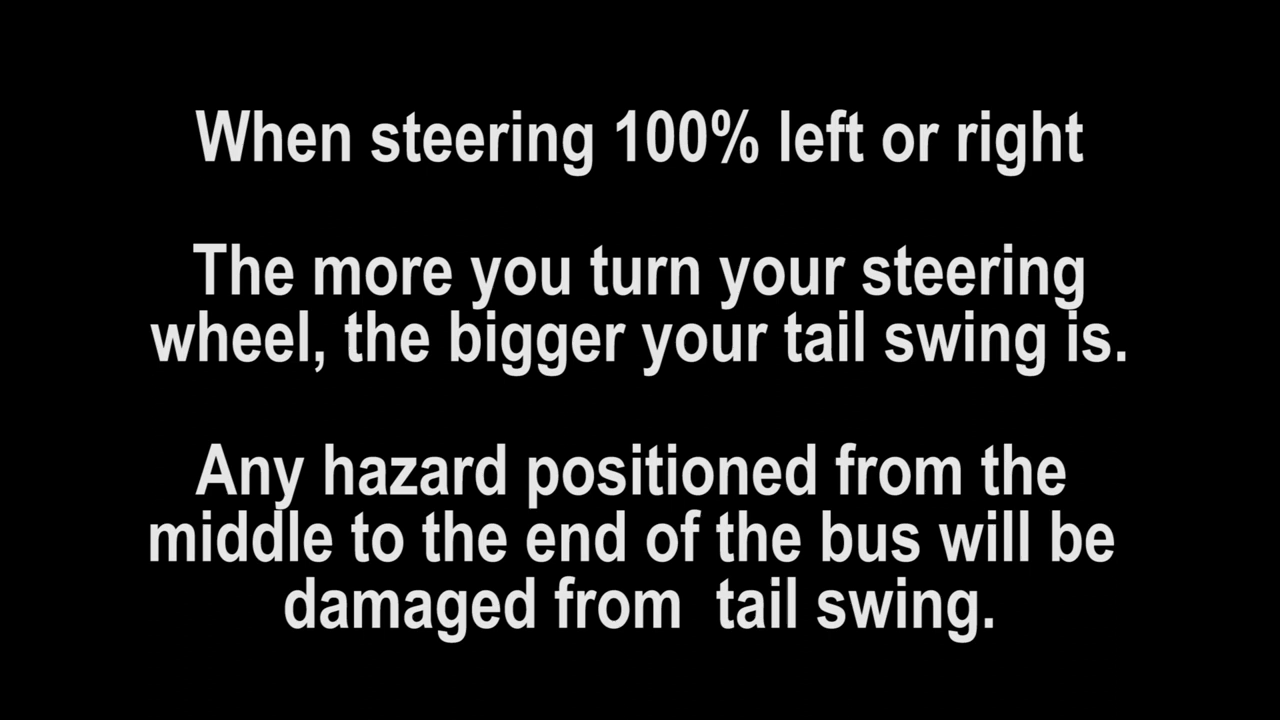 When steering 100% left or right
The more you turn your steering
wheel, the bigger your tail swing is.
Any hazard positioned from the
middle to the end of the bus will be
damaged from  tail swing.